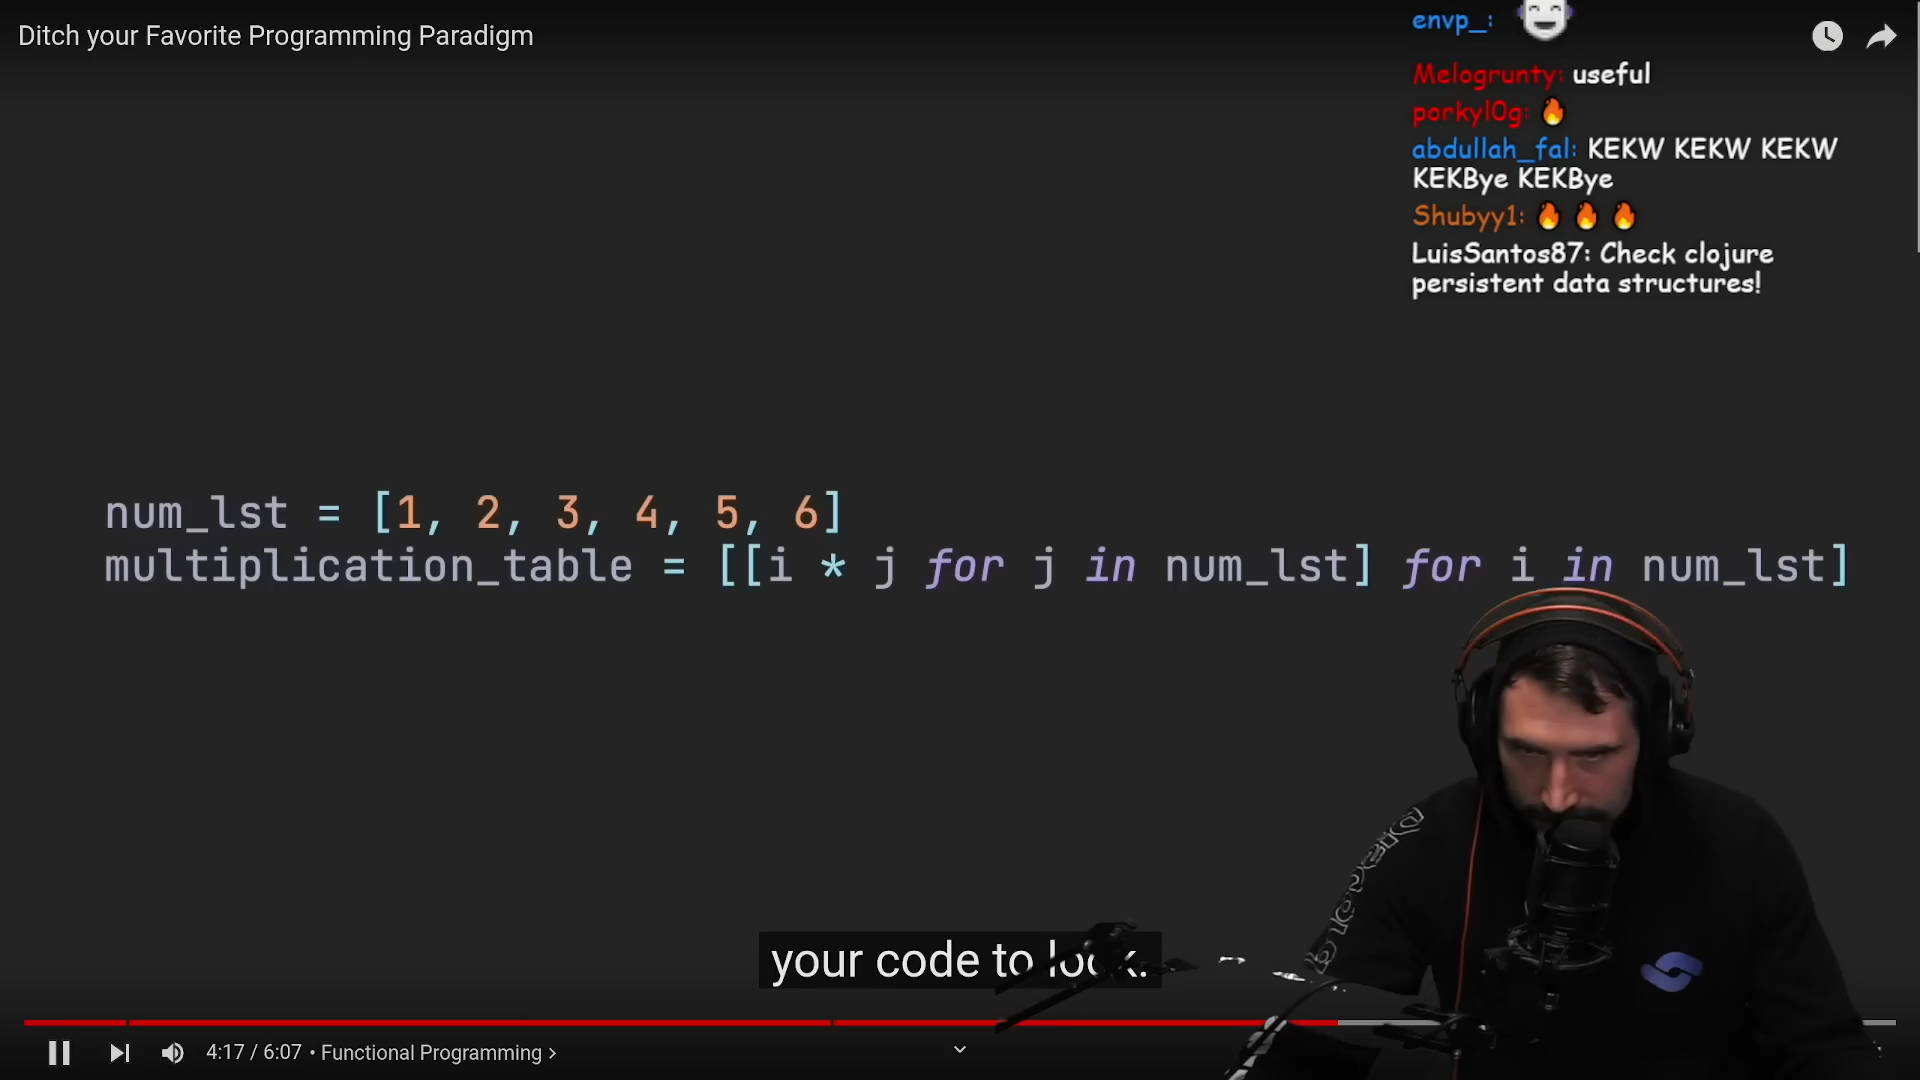 Ditch your Favorite Programming Paradigm
envp_:
Melogrunty: useful
porkyl0g: 🔥
abdullah_fal: KEKW KEKW KEKW
KEKBye KEKBye
Shubyy1: 🔥 🔥 🔥
LuisSantos87: Check clojure
persistent data structures!
num_lst = [1, 2, 3, 4, 5, 6]
multiplication_table = [[i * j for j in num_lst] for i in num_lst]
your code to look.
4:17 / 6:07 • Functional Programming >